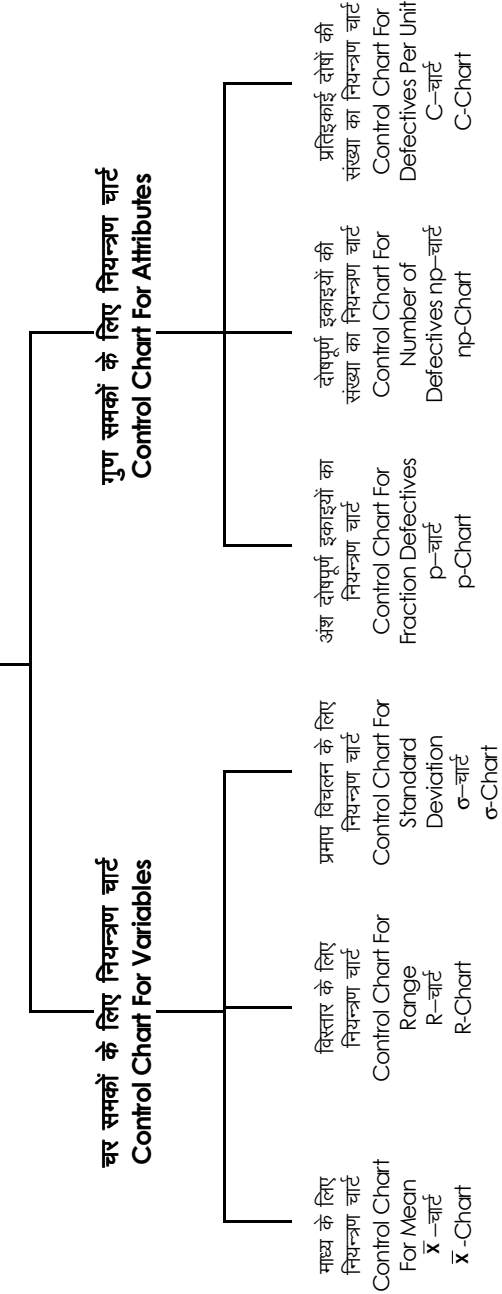 चर समकों के लिए नियन्त्रण चार्ट
Control Chart For Variables
गुण समकों के लिए नियन्त्रण चार्ट
Control Chart For Attributes
माध्य के लिए
नियन्त्रण चार्ट
Control Chart
For Mean
x̅ –चार्ट
x̅ -Chart
विस्तार के लिए
नियन्त्रण चार्ट
Control Chart For
Range
R–चार्ट
R-Chart
प्रमाप विचलन के लिए
नियन्त्रण चार्ट
Control Chart For
Standard
Deviation
σ–चार्ट
σ-Chart
अंश दोषपूर्ण इकाइयों का
नियन्त्रण चार्ट
Control Chart For
Fraction Defectives
p–चार्ट
p-Chart
दोषपूर्ण इकाइयों की
संख्या का नियन्त्रण चार्ट
Control Chart For
Number of
Defectives np–चार्ट
np-Chart
प्रतिइकाई दोषों की
संख्या का नियन्त्रण चार्ट
Control Chart For
Defectives Per Unit
C–चार्ट
C-Chart